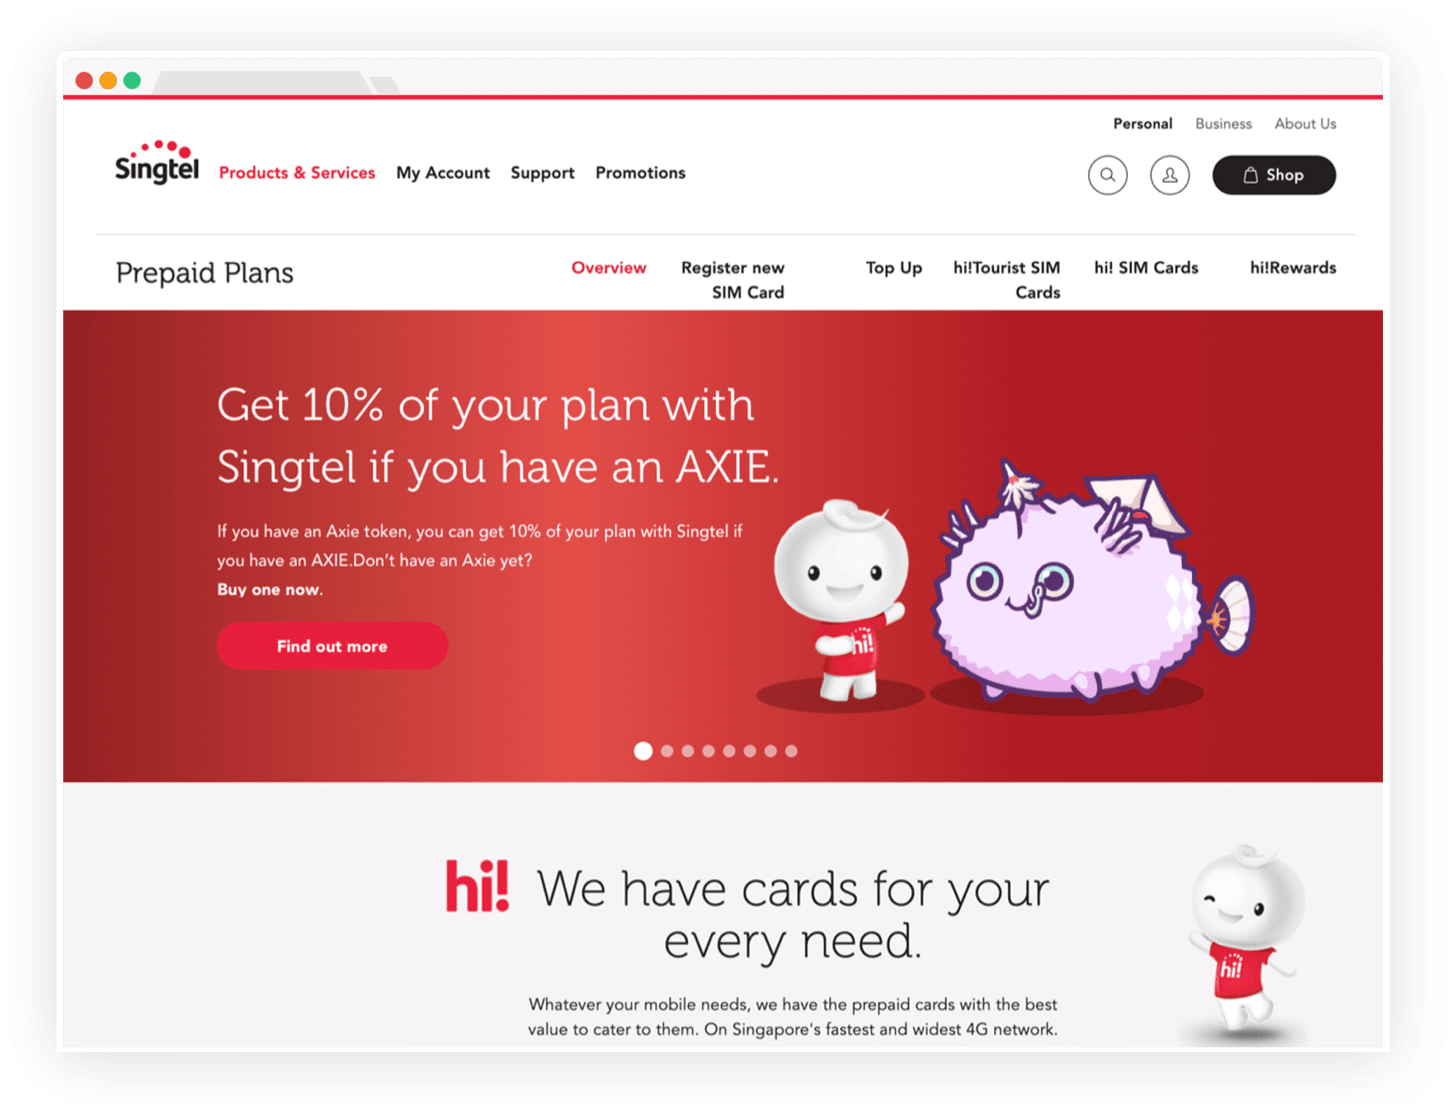 Personal Business About Us
Singtel Products & Services My Account Support Promotions
Shop
Prepaid Plans
Overview
Register new
SIM Card
Top Up
hi!Tourist SIM
Cards
hi! SIM Cards
hi!Rewards
Get 10% of your plan with
Singtel if you have an AXIE.
If you have an Axie token, you can get 10% of your plan with Singtel if
you have an AXIE.Don’t have an Axie yet?
Buy one now.
Find out more
hi!
hi! We have cards for your
every need.
Whatever your mobile needs, we have the prepaid cards with the best
value to cater to them. On Singapore's fastest and widest 4G network.
hi!